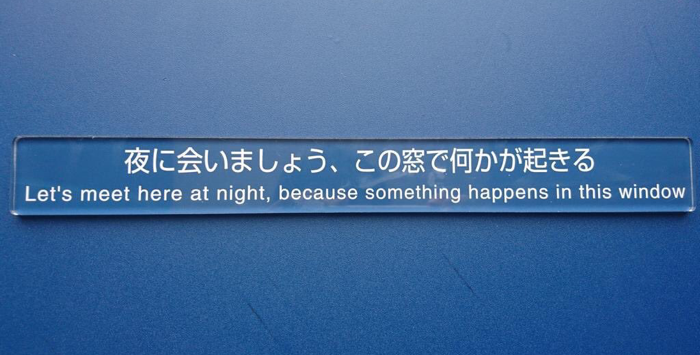 夜に会いましょう、この窓で何かが起きる
Let's meet here at night, because something happens in this window